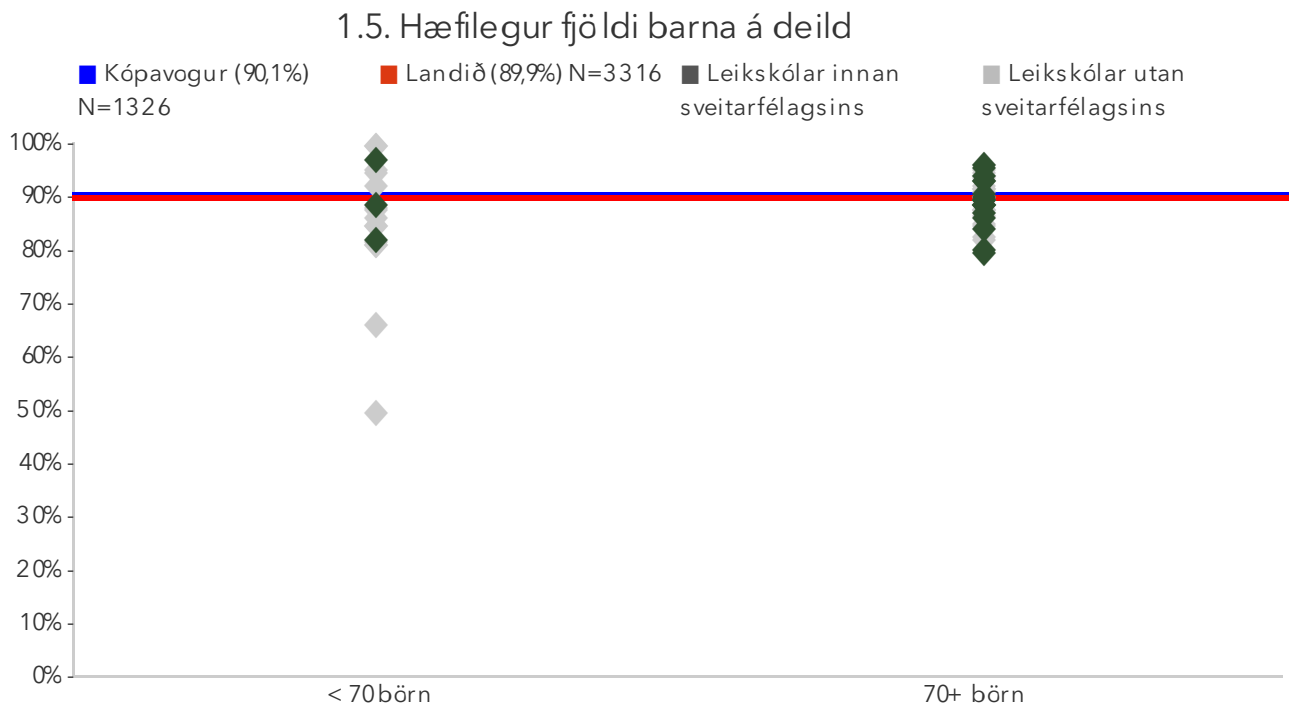 1.5. Hæfilegur fjöldi barna á deild
Kópavogur (90,1%) N=1326
Landið (89,9%) N=3316
Leikskólar innan sveitarfélagsins
Leikskólar utan sveitarfélagsins
100%
90%
80%
70%
60%
50%
40%
30%
20%
10%
0%
< 70 börn
70+ börn